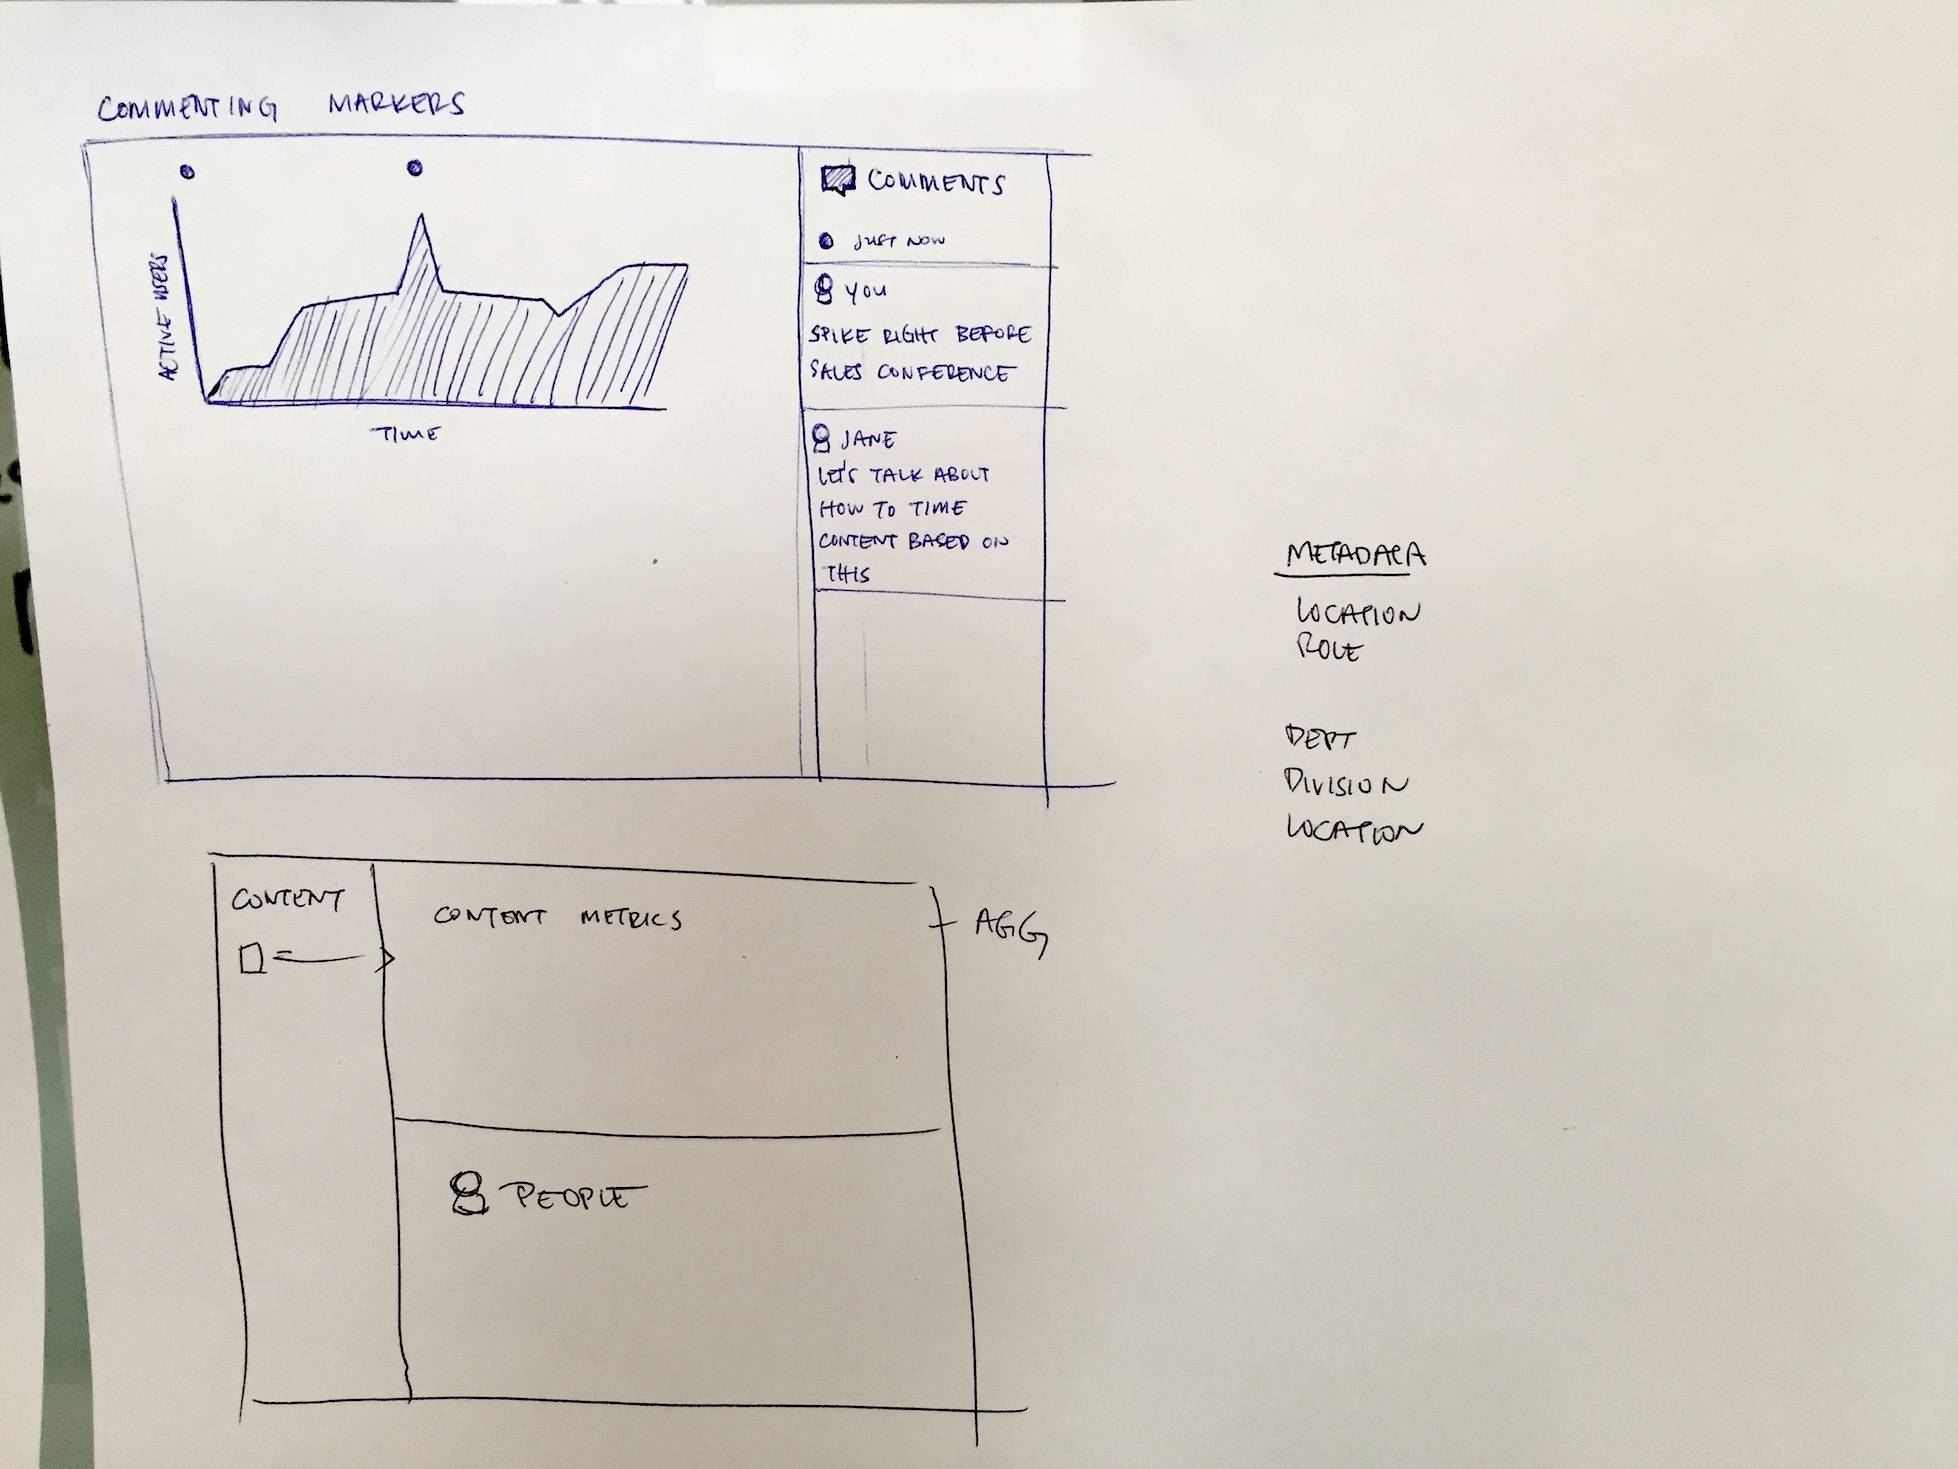 COMMENTING MARKERS
ACTIVE USERS
TIME
COMMENTS
JUST NOW
YOU
SPIKE RIGHT BEFORE
SALES CONFERENCE
JANE
LET'S TALK ABOUT
HOW TO TIME
CONTENT BASED ON
THIS
METADATA
LOCATION
ROLE
DEPT
DIVISION
LOCATION
CONTENT
CONTENT METRICS
AGG
PEOPLE